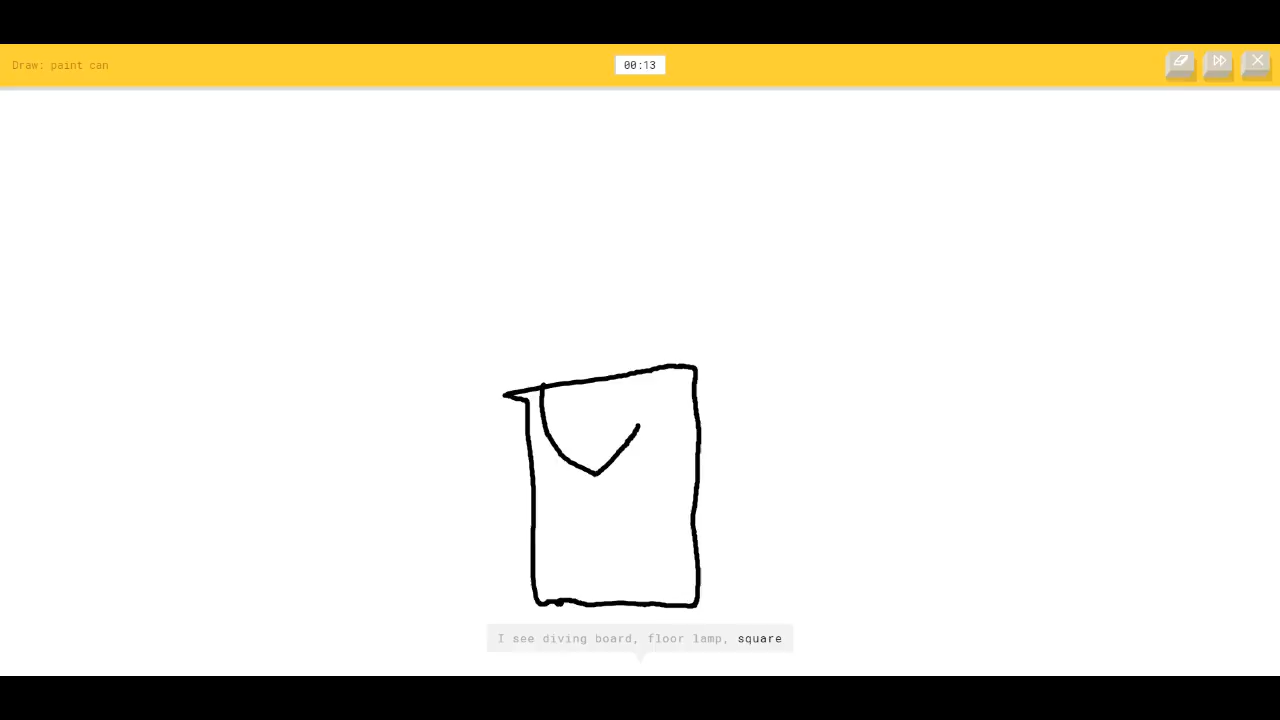 Draw: paint can
00:13
I see diving board, floor lamp, square